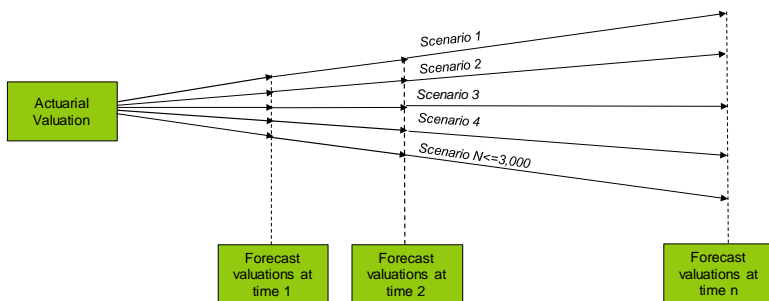 Scenario 1
Scenario 2
Actuarial
Valuation
Scenario 3
Scenario 4
Scenario N<=3,000
Forecast
valuations at
time 1
Forecast
valuations at
time 2
Forecast
valuations at
time n